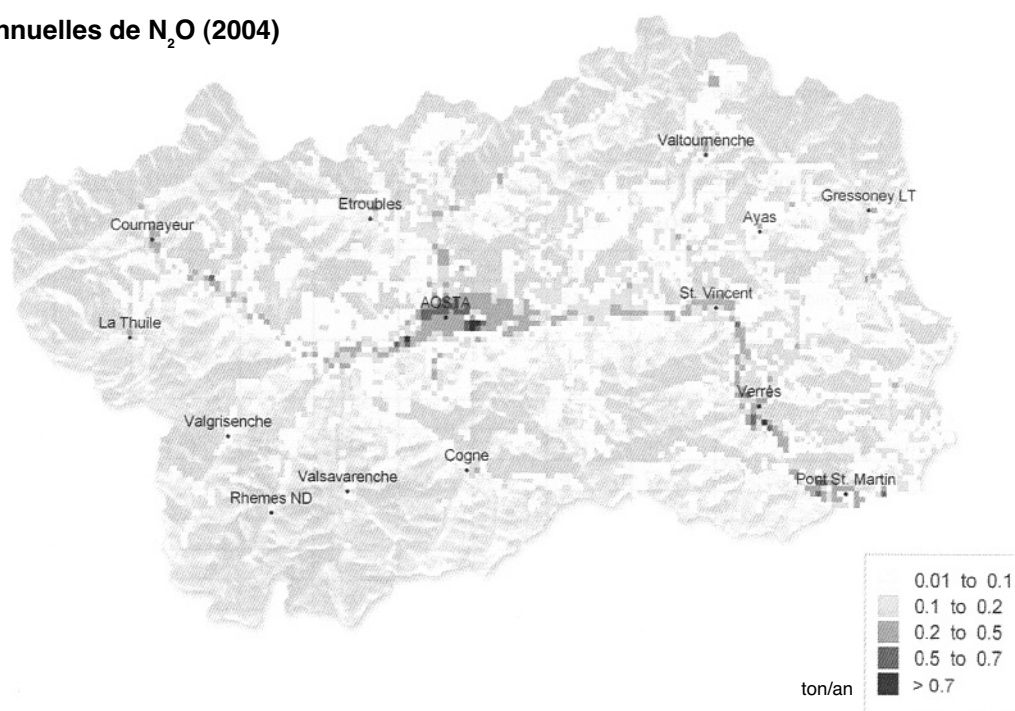 nnuelles de N₂O (2004)
Valtournenche
Gressoney LT
Etroubles
Ayas
Courmayeur
St. Vincent
AOSTA
La Thuile
Verrès
Valgrisenche
Cogne
Valsavarenche
Pont St. Martin
Rhemes ND
0.01 to 0.1
0.1 to 0.2
0.2 to 0.5
0.5 to 0.7
ton/an
> 0.7